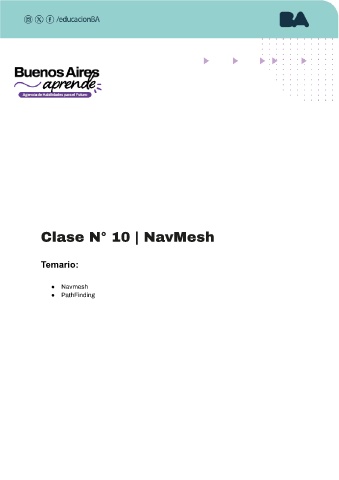 /educacionBA
BA
Buenos Aires
aprende
Agencia de Habilidades para el Futuro
Clase N° 10 | NavMesh
Temario:
● Navmesh
● PathFinding